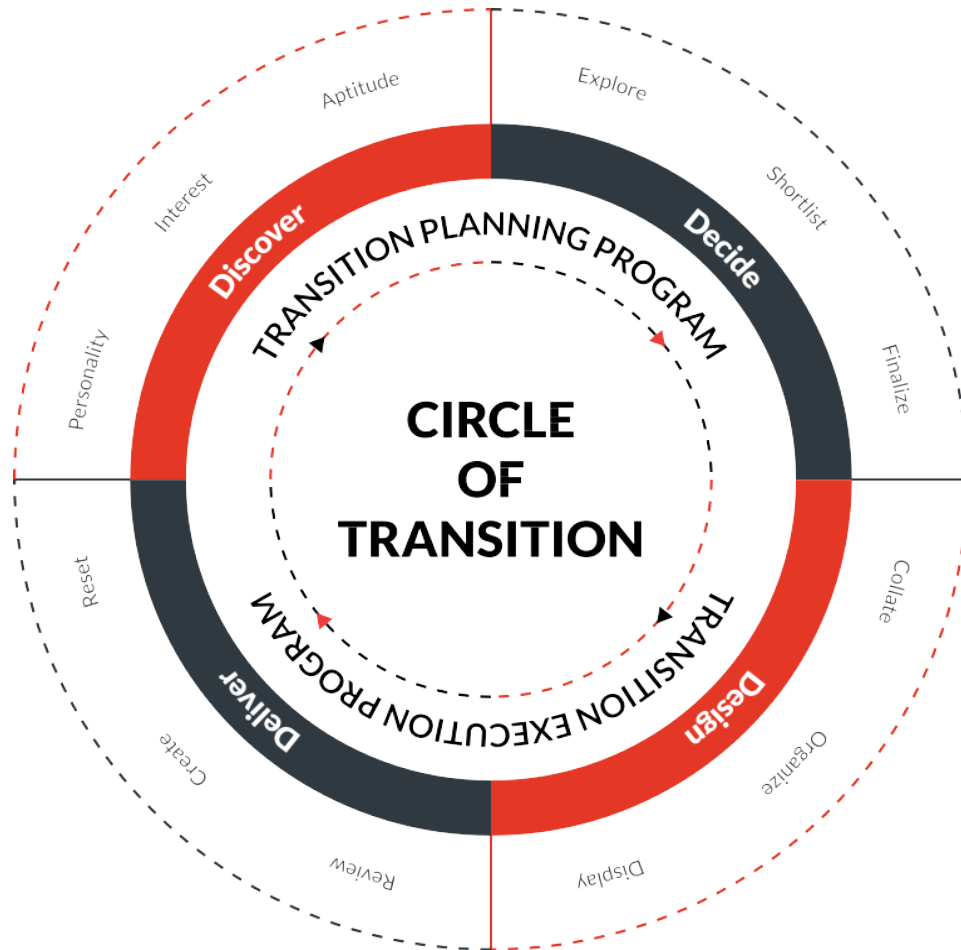 CIRCLE
OF
TRANSITION
TRANSITION PLANNING PROGRAM
TRANSITION EXECUTION PROGRAM
Discover
Personality
Interest
Aptitude
Decide
Explore
Shortlist
Finalize
Design
Collate
Organize
Display
Deliver
Review
Create
Reset